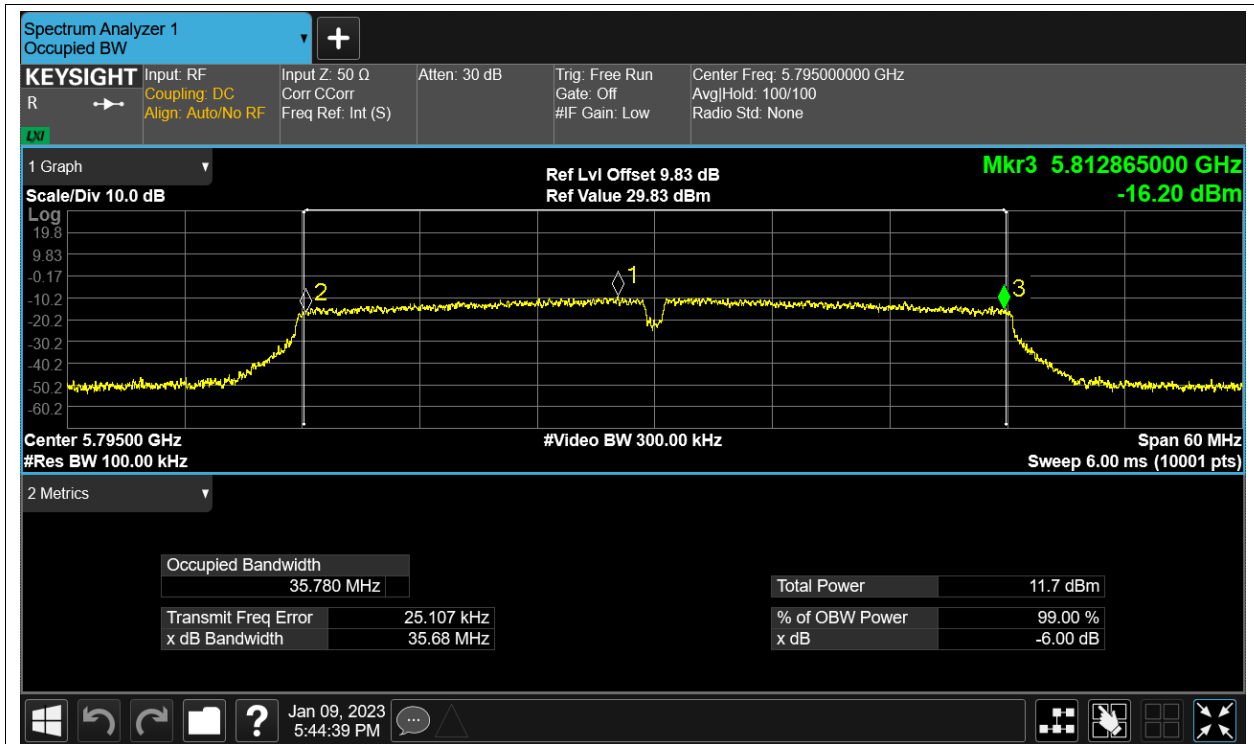 Spectrum Analyzer 1
Occupied BW
KEYSIGHT
R
LXI
Input: RF
Coupling: DC
Align: Auto/No RF
Input Z: 50 Ω
Corr CCorr
Freq Ref: Int (S)
Atten: 30 dB
Trig: Free Run
Gate: Off
#IF Gain: Low
Center Freq: 5.795000000 GHz
Avg|Hold: 100/100
Radio Std: None
1 Graph
Scale/Div 10.0 dB
Ref Lvl Offset 9.83 dB
Ref Value 29.83 dBm
Mkr3 5.812865000 GHz
-16.20 dBm
Log
19.8
9.83
-0.17
-10.2
-20.2
-30.2
-40.2
-50.2
-60.2
2
1
3
Center 5.79500 GHz
#Res BW 100.00 kHz
#Video BW 300.00 kHz
Span 60 MHz
Sweep 6.00 ms (10001 pts)
2 Metrics
Occupied Bandwidth
35.780 MHz
Transmit Freq Error 25.107 kHz
x dB Bandwidth 35.68 MHz
Total Power 11.7 dBm
% of OBW Power 99.00 %
x dB -6.00 dB
?
Jan 09, 2023
5:44:39 PM